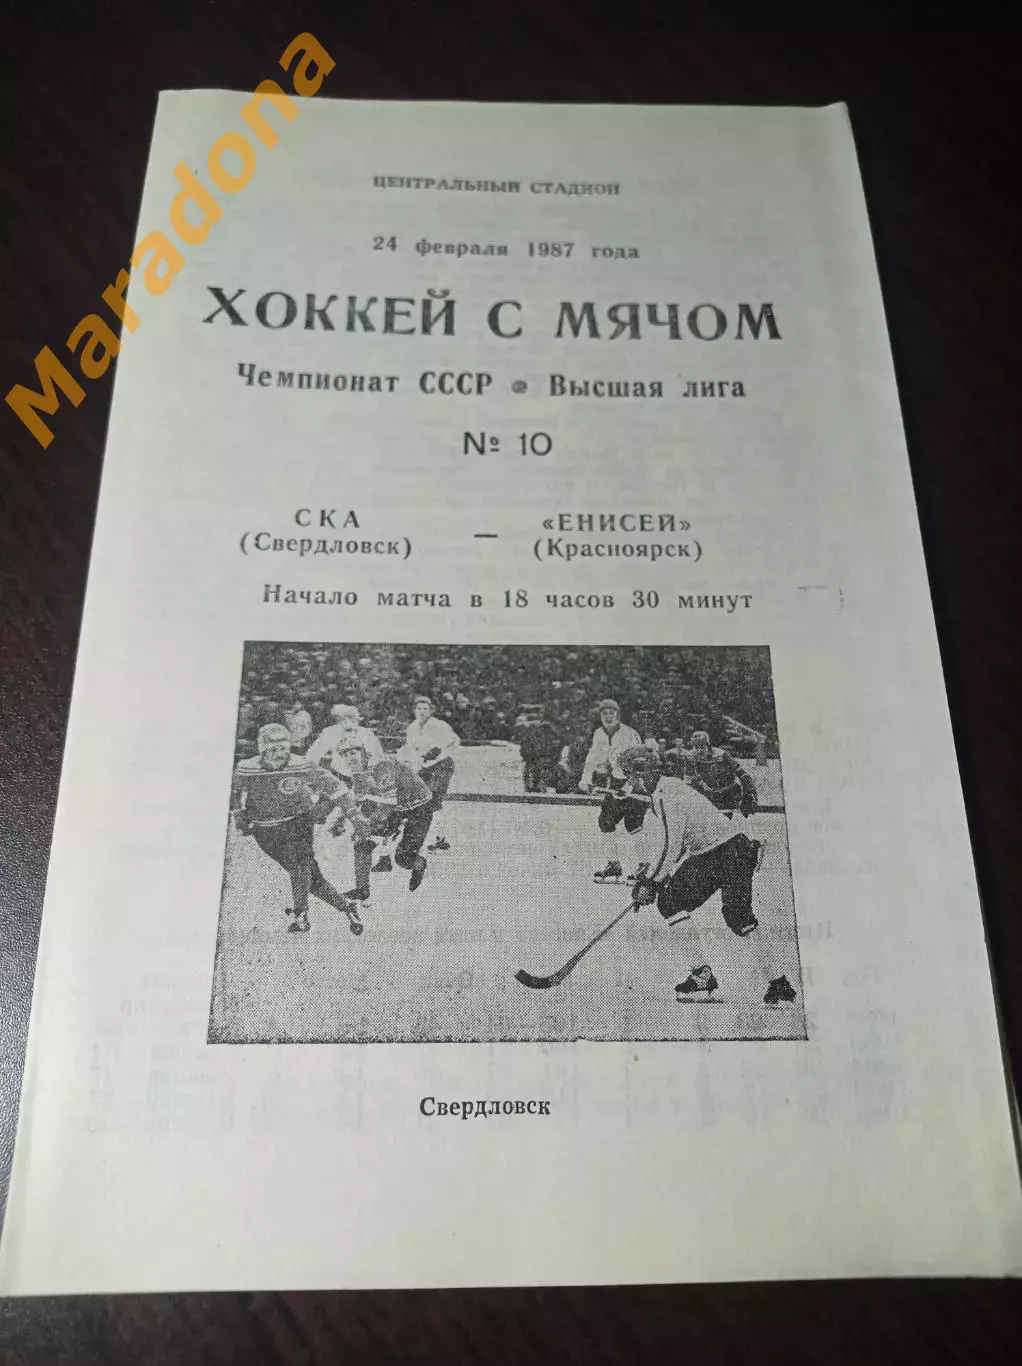 Maradona
ЦЕНТРАЛЬНЫЙ СТАДИОН
24 февраля 1987 года
ХОККЕЙ С МЯЧОМ
Чемпионат СССР • Высшая лига
№ 10
СКА — «ЕНИСЕЙ»
(Свердловск) (Красноярск)
Начало матча в 18 часов 30 минут
Свердловск